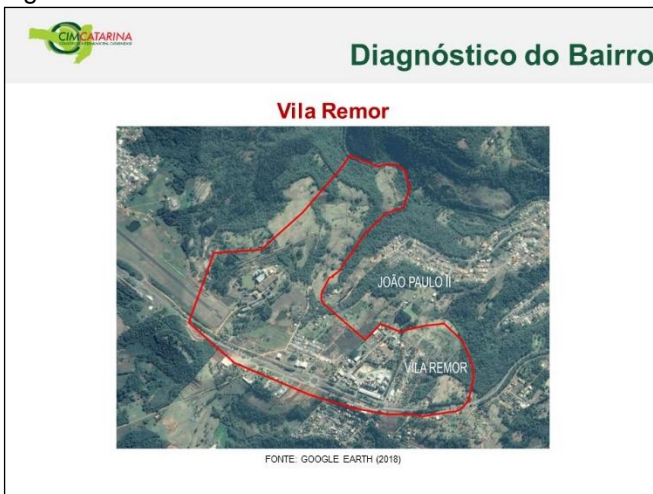 CIMCATARINA
Diagnóstico do Bairro
Vila Remor
JOÃO PAULO II
VILA REMOR
FONTE: GOOGLE EARTH (2018)